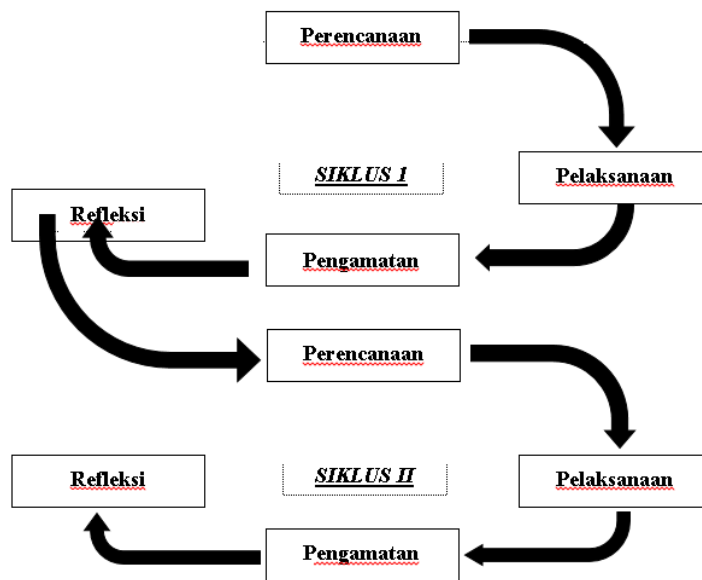 Perencanaan
SIKLUS 1
Pelaksanaan
Refleksi
Pengamatan
Perencanaan
Refleksi
SIKLUS II
Pelaksanaan
Pengamatan